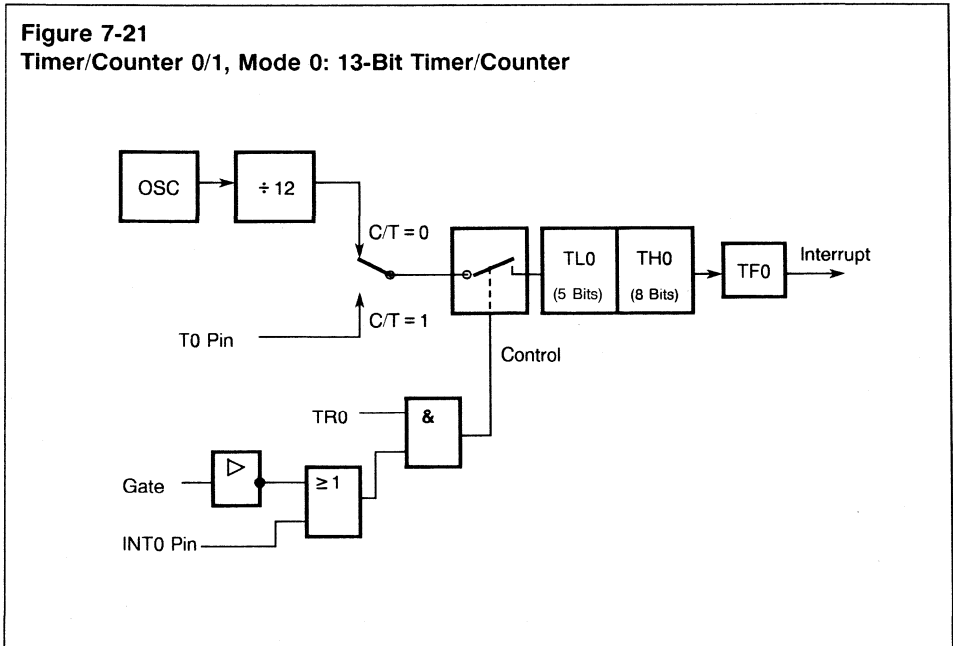 Figure 7-21
Timer/Counter 0/1, Mode 0: 13-Bit Timer/Counter
OSC
÷ 12
C/T = 0
TL0
(5 Bits)
TH0
(8 Bits)
TF0
Interrupt
C/T = 1
T0 Pin
Control
TR0
&
Gate
≥ 1
INT0 Pin